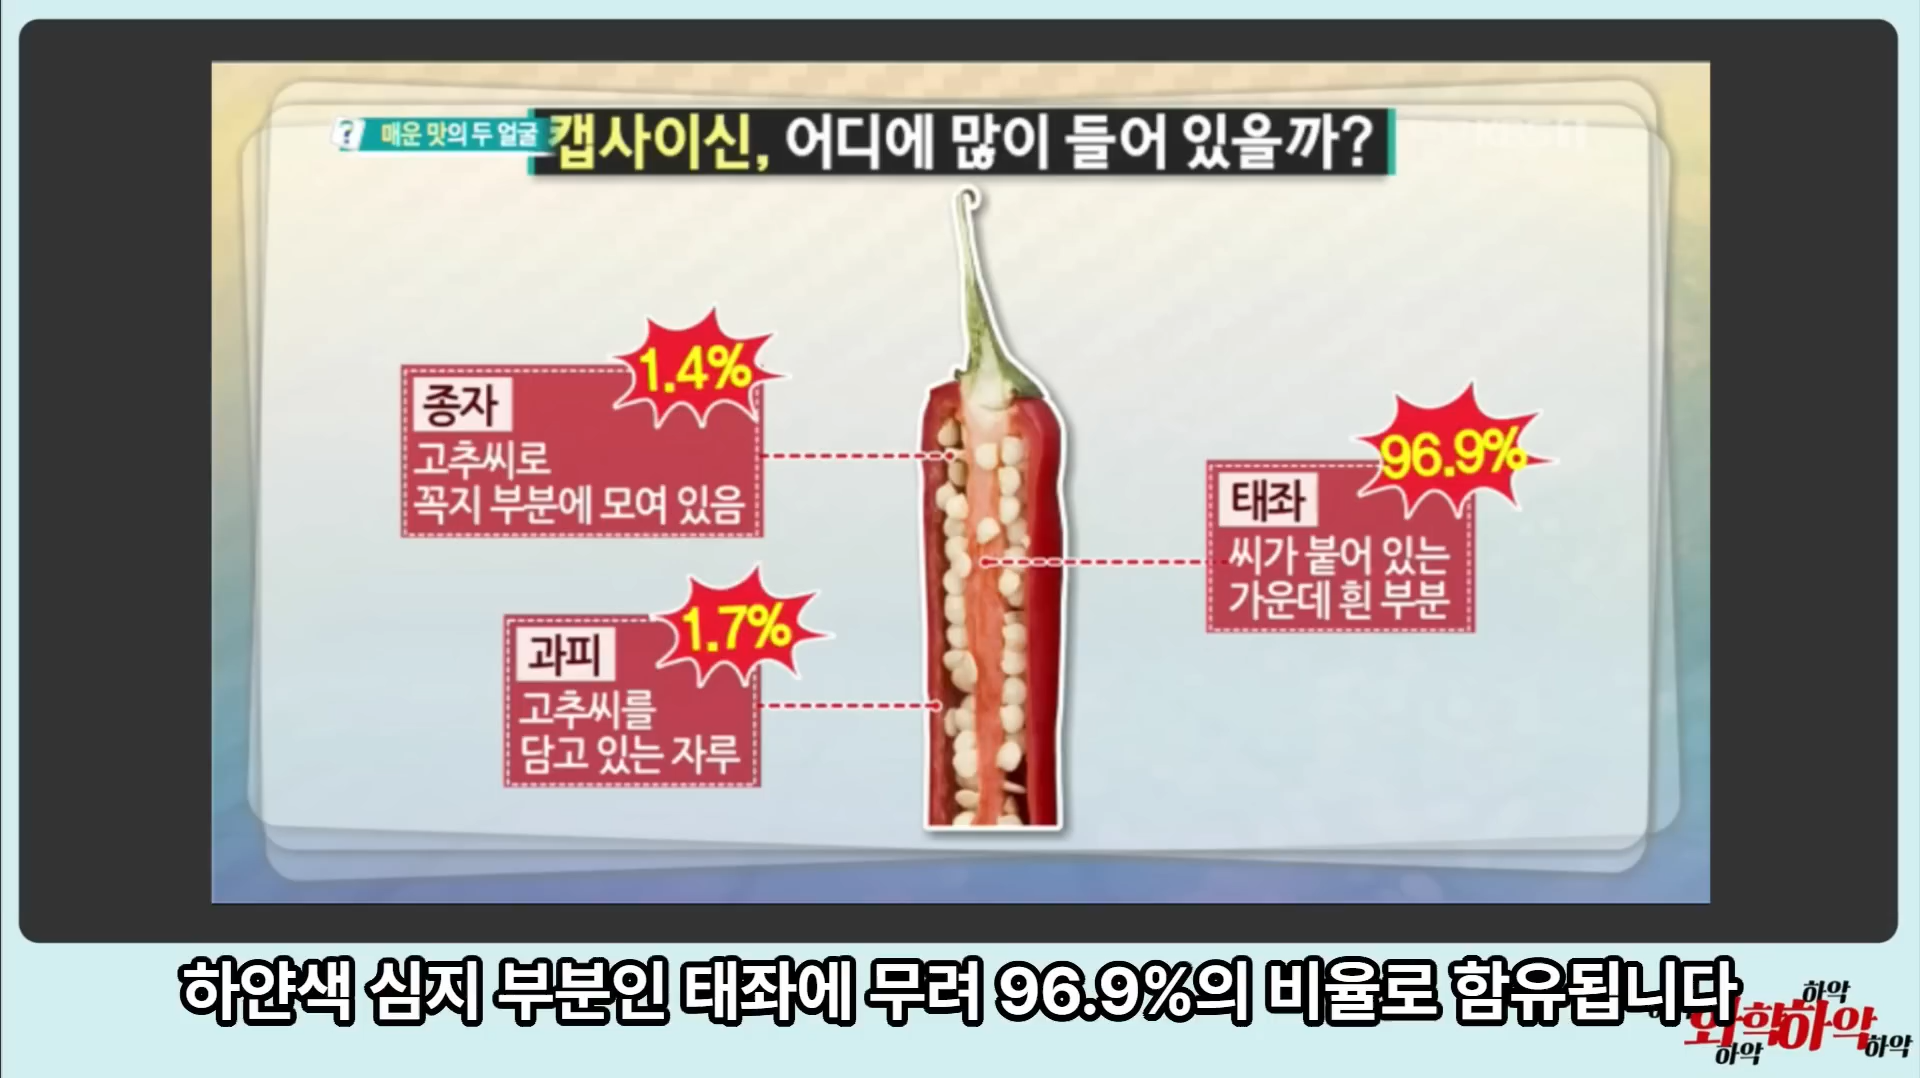 ?
매운 맛의 두 얼굴
캡사이신, 어디에 많이 들어 있을까?
1.4%
종자
고추씨로
꼭지 부분에 모여 있음
96.9%
태좌
씨가 붙어 있는
가운데 흰 부분
1.7%
과피
고추씨를
담고 있는 자루
하얀색 심지 부분인 태좌에 무려 96.9%의 비율로 함유됩니다
하약
화학하악
하약
하약